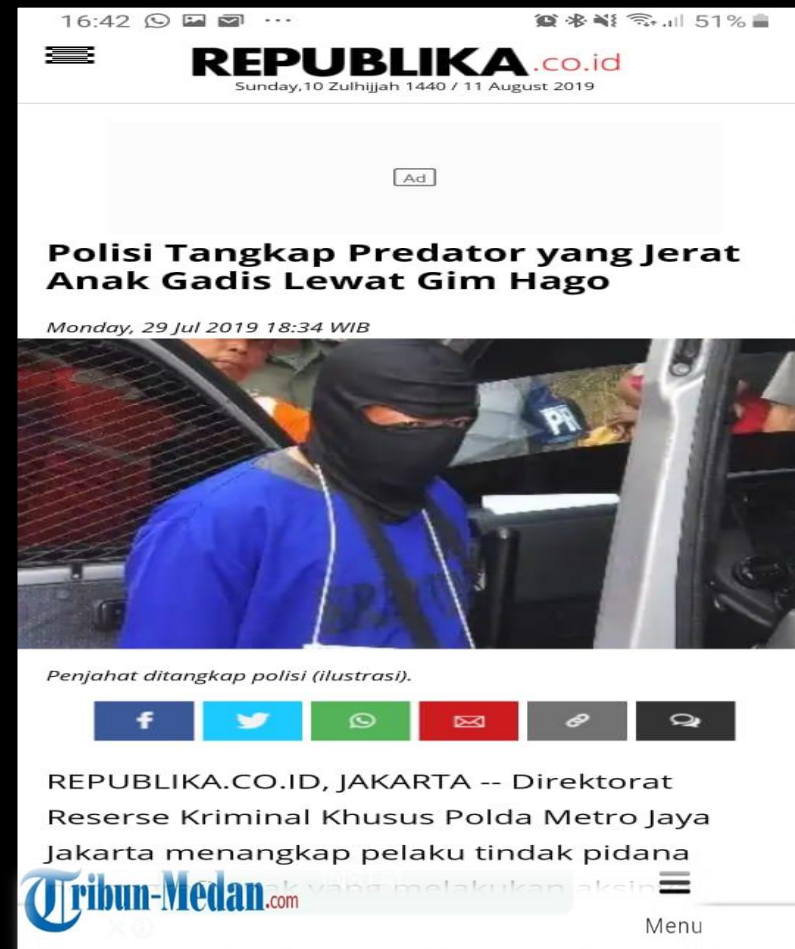 16:42
51%
REPUBLIKA.co.id
Sunday,10 Zulhijjah 1440 / 11 August 2019
Ad
Polisi Tangkap Predator yang Jerat
Anak Gadis Lewat Gim Hago
Monday, 29 Jul 2019 18:34 WIB
Penjahat ditangkap polisi (ilustrasi).
REPUBLIKA.CO.ID, JAKARTA -- Direktorat
Reserse Kriminal Khusus Polda Metro Jaya
Jakarta menangkap pelaku tindak pidana
yang melakukan
Tribun-Medan.com
Menu